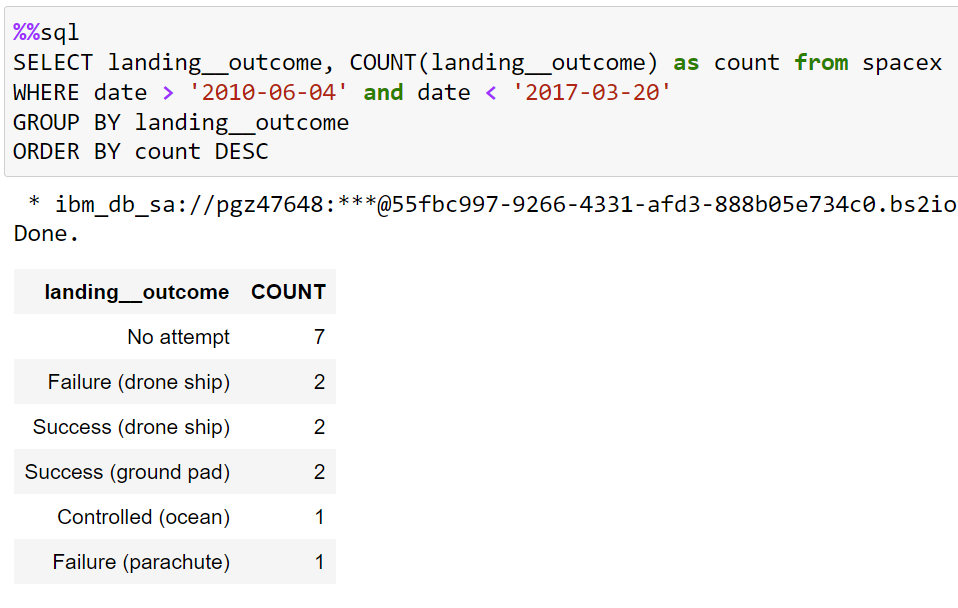 %%sql
SELECT landing__outcome, COUNT(landing__outcome) as count from spacex
WHERE date > '2010-06-04' and date < '2017-03-20'
GROUP BY landing__outcome
ORDER BY count DESC
* ibm_db_sa://pgz47648:***@55fbc997-9266-4331-afd3-888b05e734c0.bs2io
Done.
landing__outcome COUNT
No attempt 7
Failure (drone ship) 2
Success (drone ship) 2
Success (ground pad) 2
Controlled (ocean) 1
Failure (parachute) 1